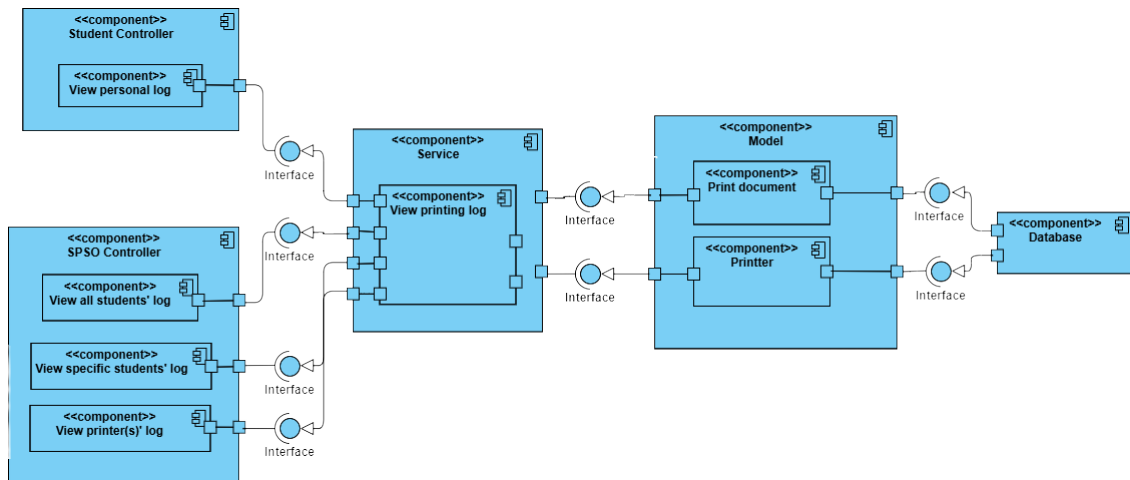 <<component>>
Student Controller
<<component>>
View personal log
Interface
<<component>>
SPSO Controller
<<component>>
View all students' log
Interface
<<component>>
View specific students' log
Interface
<<component>>
View printer(s)' log
Interface
<<component>>
Service
<<component>>
View printing log
Interface
Interface
<<component>>
Model
<<component>>
Print document
<<component>>
Printter
Interface
Interface
<<component>>
Database